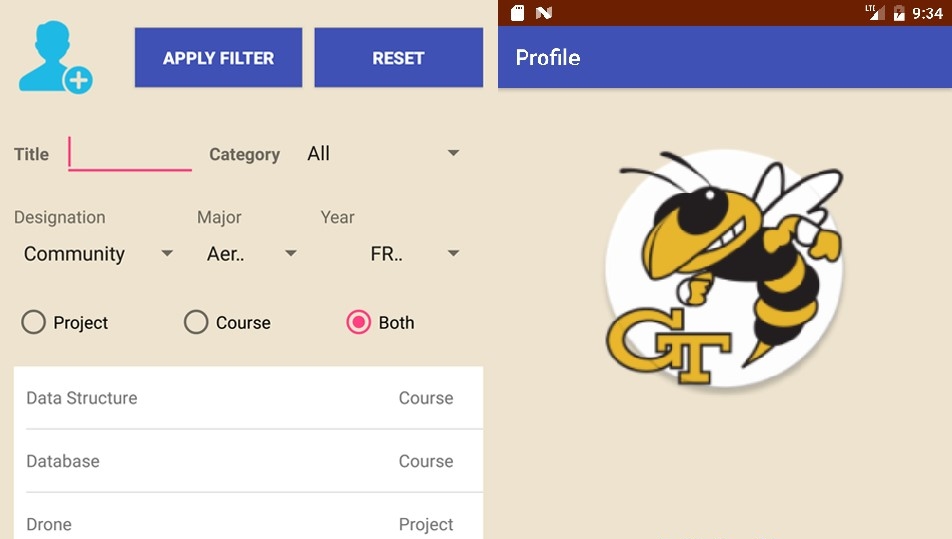 APPLY FILTER
RESET
Title
Category
All
Designation
Major
Year
Community
Aer..
FR..
Project
Course
Both
Data Structure
Course
Database
Course
Drone
Project
LTE
9:34
Profile
GT